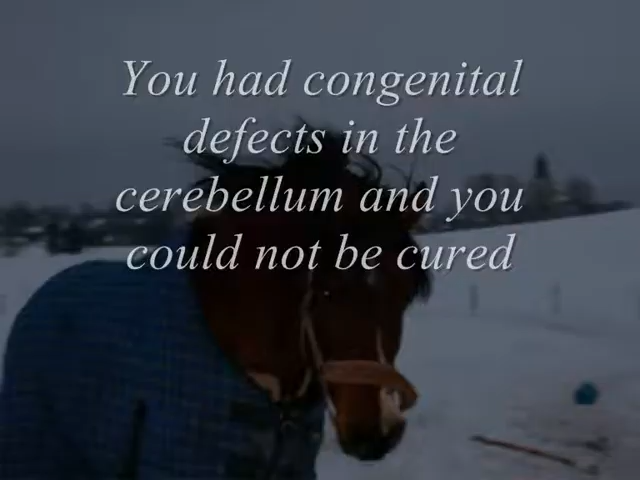 You had congenital
defects in the
cerebellum and you
could not be cured